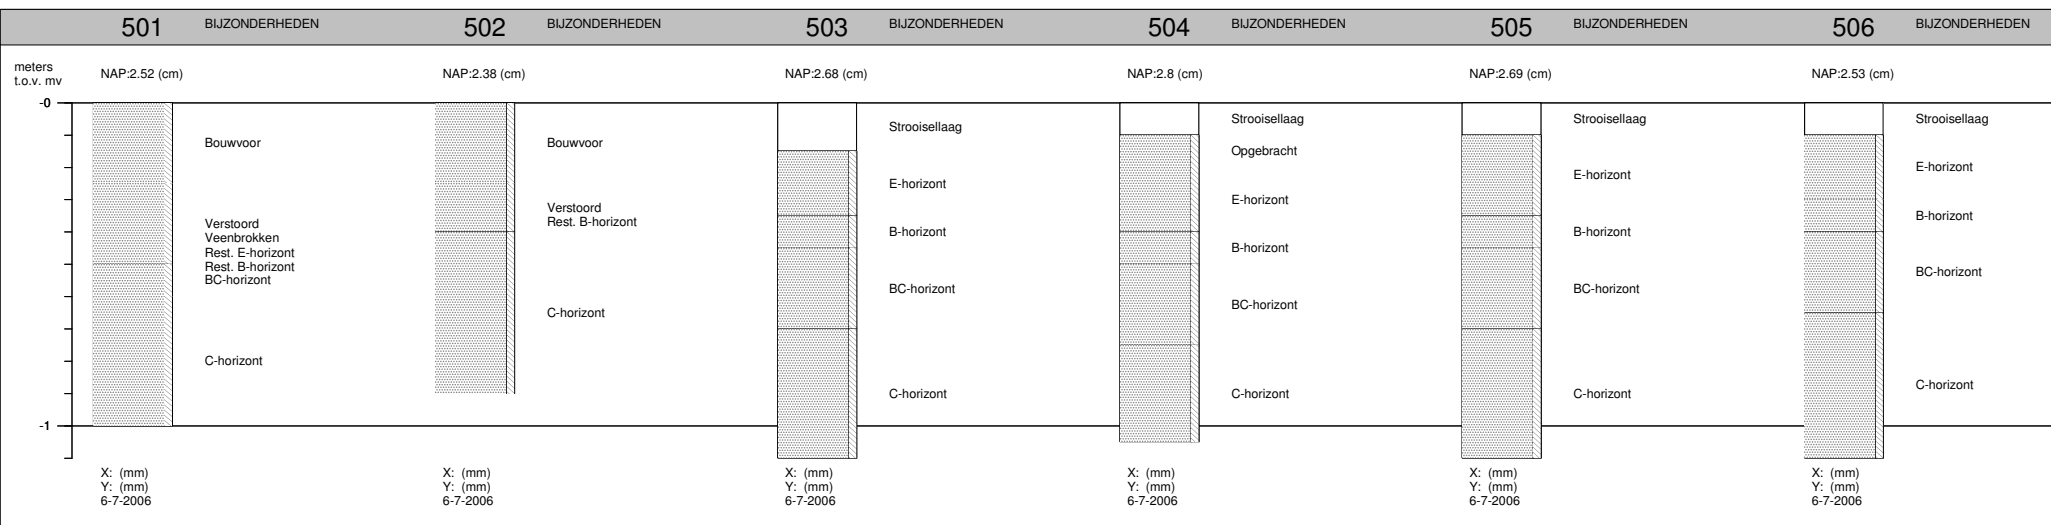 501 BIJZONDERHEDEN 502 BIJZONDERHEDEN 503 BIJZONDERHEDEN 504 BIJZONDERHEDEN 505 BIJZONDERHEDEN 506 BIJZONDERHEDEN
meters
t.o.v. mv
-0
-1
NAP:2.52 (cm)
Bouwvoor
Verstoord
Veenbrokken
Rest. E-horizont
Rest. B-horizont
BC-horizont
C-horizont
X: (mm)
Y: (mm)
6-7-2006
NAP:2.38 (cm)
Bouwvoor
Verstoord
Rest. B-horizont
C-horizont
X: (mm)
Y: (mm)
6-7-2006
NAP:2.68 (cm)
Strooisellaag
E-horizont
B-horizont
BC-horizont
C-horizont
X: (mm)
Y: (mm)
6-7-2006
NAP:2.8 (cm)
Strooisellaag
Opgebracht
E-horizont
B-horizont
BC-horizont
C-horizont
X: (mm)
Y: (mm)
6-7-2006
NAP:2.69 (cm)
Strooisellaag
E-horizont
B-horizont
BC-horizont
C-horizont
X: (mm)
Y: (mm)
6-7-2006
NAP:2.53 (cm)
Strooisellaag
E-horizont
B-horizont
BC-horizont
C-horizont
X: (mm)
Y: (mm)
6-7-2006